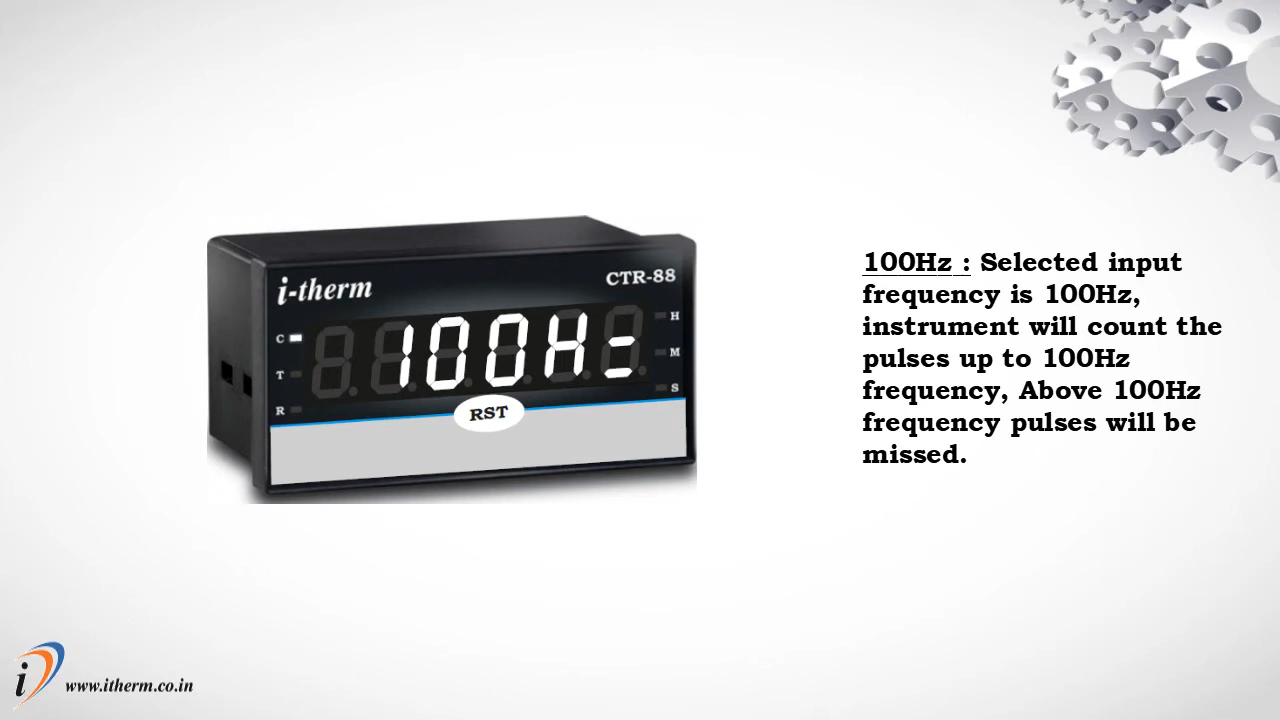 i-therm
CTR-88
C
T
R
100H=
H
M
S
RST
100Hz : Selected input
frequency is 100Hz,
instrument will count the
pulses up to 100Hz
frequency, Above 100Hz
frequency pulses will be
missed.
i
www.itherm.co.in